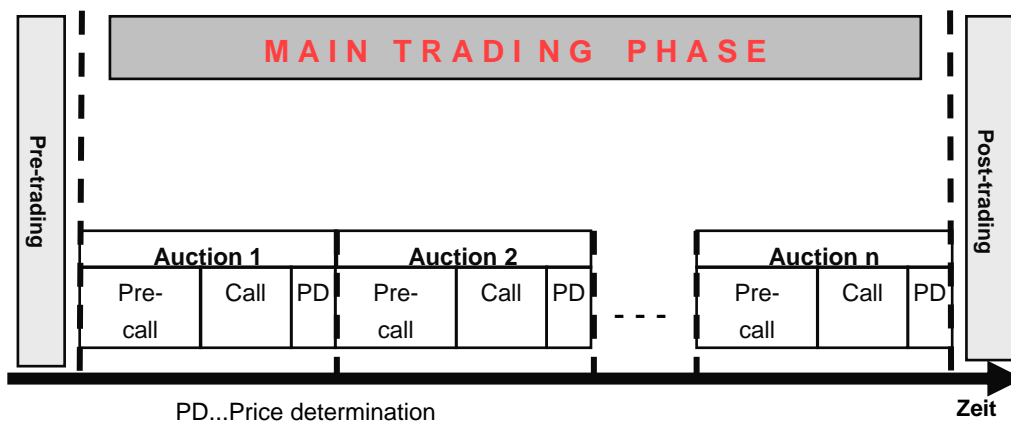 MAIN TRADING PHASE
Pre-trading
Post-trading
Auction 1
Auction 2
Auction n
Pre-
call
Call
PD
Pre-
call
Call
PD
- - -
Pre-
call
Call
PD
Zeit
PD...Price determination